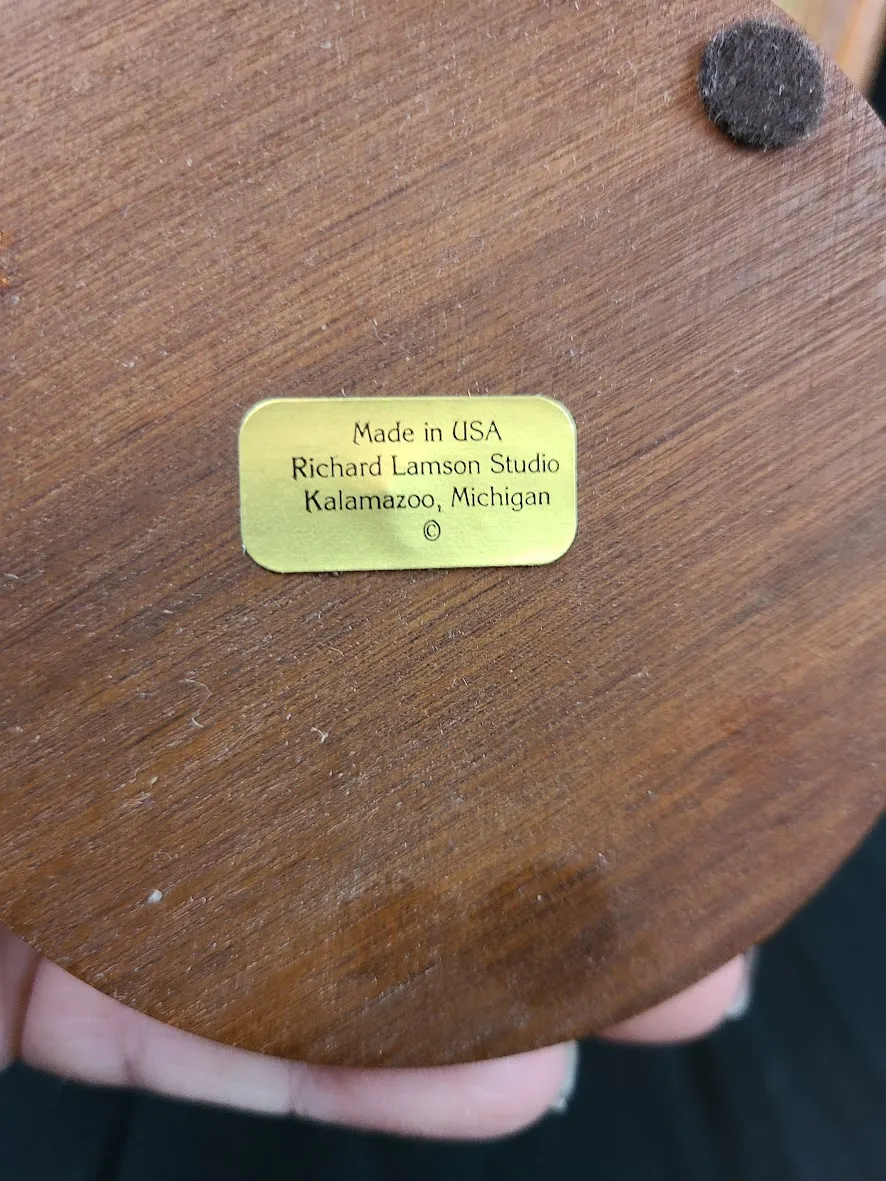 Made in USA
Richard Lamson Studio
Kalamazoo, Michigan
©